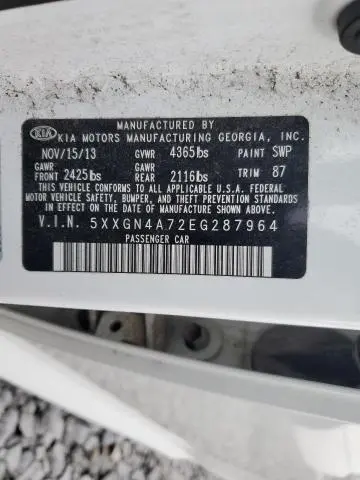 MANUFACTURED BY
KIA KIA MOTORS MANUFACTURING GEORGIA, INC.
NOV/15/13 GVWR 4365lbs PAINT SWP
GAWR FRONT 2425lbs GAWR REAR 2116lbs TRIM 87
THIS VEHICLE CONFORMS TO ALL APPLICABLE U.S.A. FEDERAL
MOTOR VEHICLE SAFETY, BUMPER, AND THEFT PREVENTION STANDARDS
IN EFFECT ON THE DATE OF MANUFACTURE SHOWN ABOVE.
V.I.N. 5XXGN4A72EG287964
PASSENGER CAR